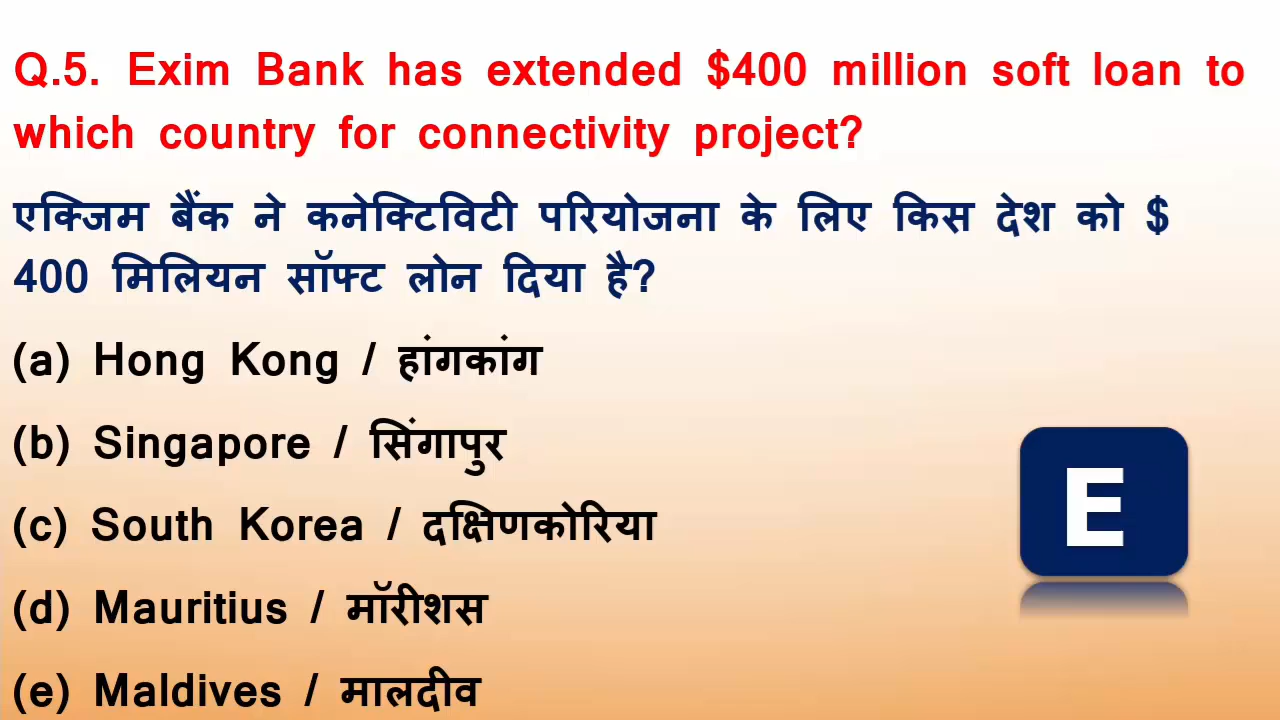 Q.5. Exim Bank has extended $400 million soft loan to
which country for connectivity project?
एक्जिम बैंक ने कनेक्टिविटी परियोजना के लिए किस देश को $
400 मिलियन सॉफ्ट लोन दिया है?
(a) Hong Kong / हांगकांग
(b) Singapore / सिंगापुर
(c) South Korea / दक्षिणकोरिया
(d) Mauritius / मॉरीशस
(e) Maldives / मालदीव
E